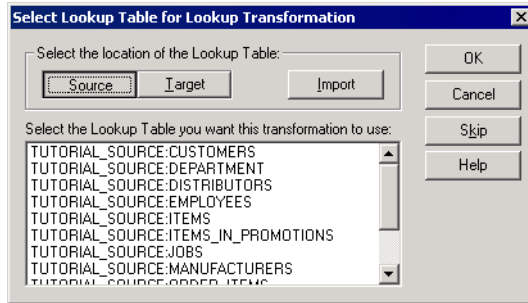 Select Lookup Table for Lookup Transformation
Select the location of the Lookup Table:
Source Target Import
OK
Cancel
Skip
Help
Select the Lookup Table you want this transformation to use:
TUTORIAL_SOURCE:CUSTOMERS
TUTORIAL_SOURCE:DEPARTMENT
TUTORIAL_SOURCE:DISTRIBUTORS
TUTORIAL_SOURCE:EMPLOYEES
TUTORIAL_SOURCE:ITEMS
TUTORIAL_SOURCE:ITEMS_IN_PROMOTIONS
TUTORIAL_SOURCE:JOBS
TUTORIAL_SOURCE:MANUFACTURERS
TUTORIAL_SOURCE:ORDER_ITEMS